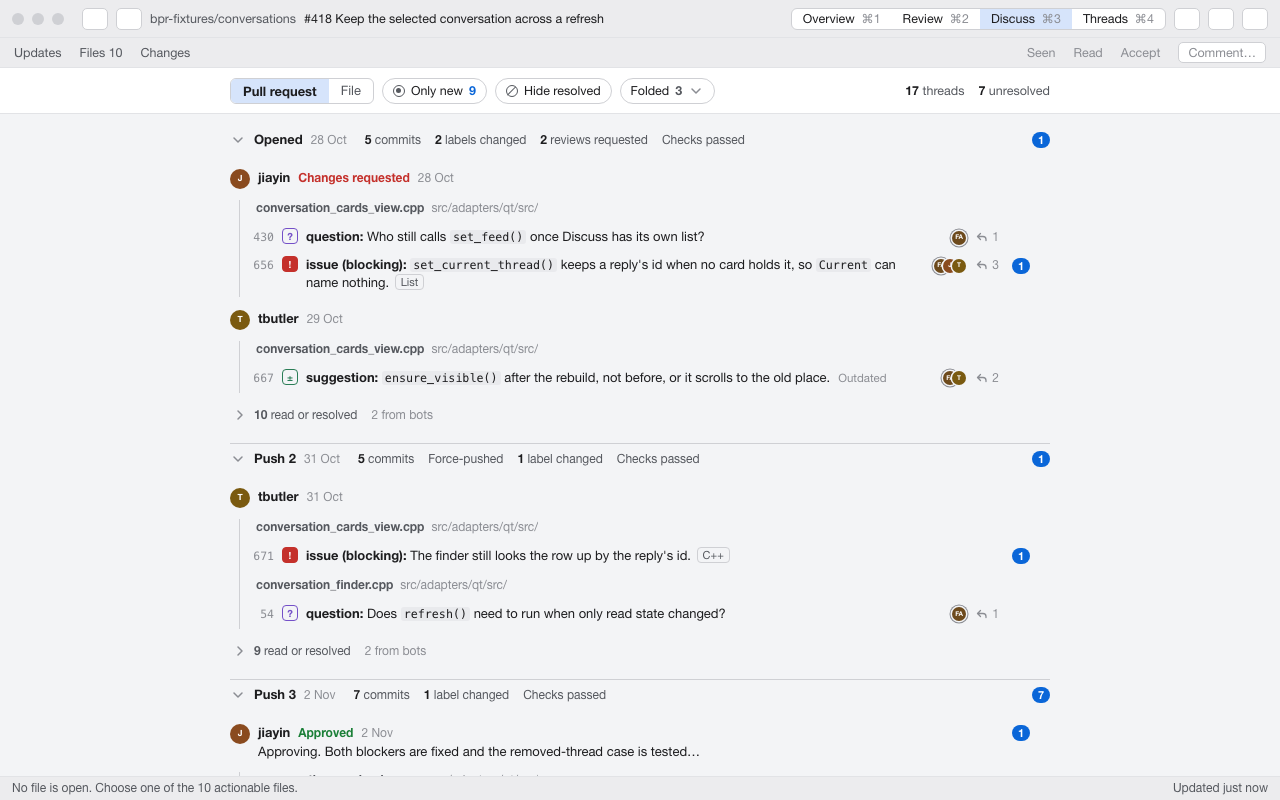 bpr-fixtures/conversations #418 Keep the selected conversation across a refresh Overview ⌘1 Review ⌘2 Discuss ⌘3 Threads ⌘4
Updates Files 10 Changes Seen Read Accept Comment…
Pull request File Only new 9 Hide resolved Folded 3 17 threads 7 unresolved
Opened 28 Oct 5 commits 2 labels changed 2 reviews requested Checks passed 1
J jiayin Changes requested 28 Oct
conversation_cards_view.cpp src/adapters/qt/src/
430 ? question: Who still calls set_feed() once Discuss has its own list? FA 1
656 ! issue (blocking): set_current_thread() keeps a reply's id when no card holds it, so Current can T 3 1
name nothing. List
T tbutler 29 Oct
conversation_cards_view.cpp src/adapters/qt/src/
667 ± suggestion: ensure_visible() after the rebuild, not before, or it scrolls to the old place. Outdated T 2
10 read or resolved 2 from bots
Push 2 31 Oct 5 commits Force-pushed 1 label changed Checks passed 1
T tbutler 31 Oct
conversation_cards_view.cpp src/adapters/qt/src/
671 ! issue (blocking): The finder still looks the row up by the reply's id. C++ 1
conversation_finder.cpp src/adapters/qt/src/
54 ? question: Does refresh() need to run when only read state changed? FA 1
9 read or resolved 2 from bots
Push 3 2 Nov 7 commits 1 label changed Checks passed 7
J jiayin Approved 2 Nov 1
Approving. Both blockers are fixed and the removed-thread case is tested…
No file is open. Choose one of the 10 actionable files. Updated just now